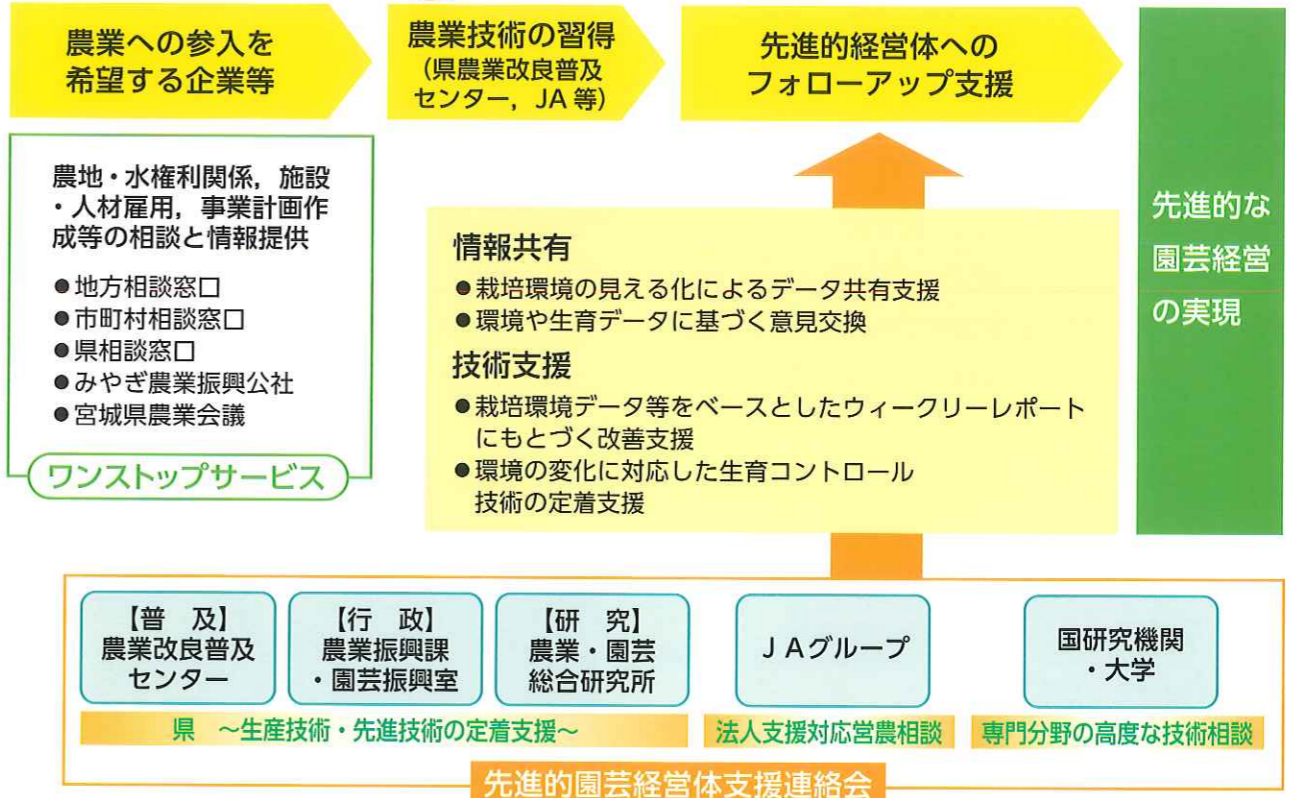 農業への参入を
希望する企業等
農業技術の習得
(県農業改良普及
センター，JA 等)
先進的経営体への
フォローアップ支援
農地・水権利関係，施設
・人材雇用，事業計画作
成等の相談と情報提供
●地方相談窓口
●市町村相談窓口
●県相談窓口
●みやぎ農業振興公社
●宮城県農業会議
ワンストップサービス
情報共有
●栽培環境の見える化によるデータ共有支援
●環境や生育データに基づく意見交換
技術支援
●栽培環境データ等をベースとしたウィークリーレポート
にもとづく改善支援
●環境の変化に対応した生育コントロール
技術の定着支援
先進的な
園芸経営
の実現
【普　及】
農業改良普及
センター
【行　政】
農業振興課
・園芸振興室
【研　究】
農業・園芸
総合研究所
ＪＡグループ
国研究機関
・大学
県　～生産技術・先進技術の定着支援～
法人支援対応営農相談
専門分野の高度な技術相談
先進的園芸経営体支援連絡会